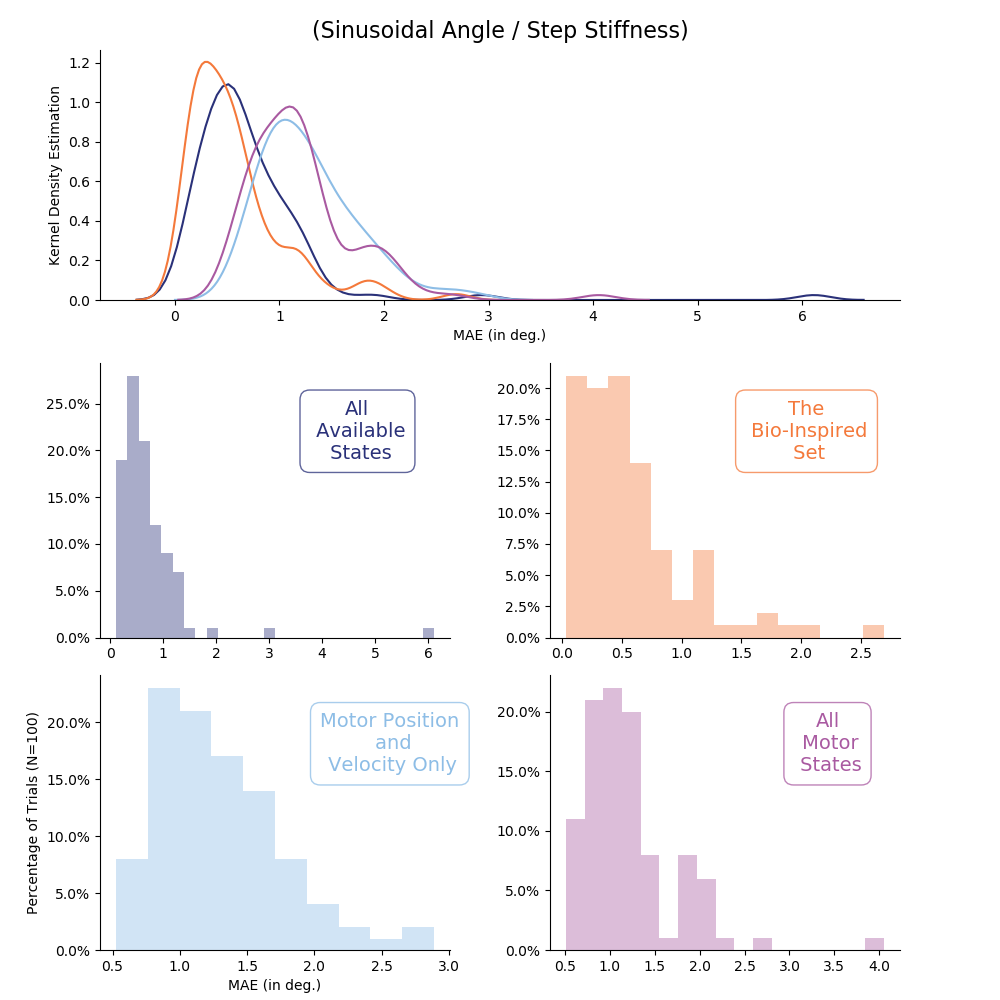 (Sinusoidal Angle / Step Stiffness)
Kernel Density Estimation
1.2
1.0
0.8
0.6
0.4
0.2
0.0
0 1 2 3 4 5 6
MAE (in deg.)
25.0%
20.0%
15.0%
10.0%
5.0%
0.0%
0 1 2 3 4 5 6
All
Available
States
20.0%
17.5%
15.0%
12.5%
10.0%
7.5%
5.0%
2.5%
0.0%
0.0 0.5 1.0 1.5 2.0 2.5
The
Bio-Inspired
Set
Percentage of Trials (N=100)
20.0%
15.0%
10.0%
5.0%
0.0%
0.5 1.0 1.5 2.0 2.5 3.0
MAE (in deg.)
Motor Position
and
Velocity Only
20.0%
15.0%
10.0%
5.0%
0.0%
0.5 1.0 1.5 2.0 2.5 3.0 3.5 4.0
All
Motor
States